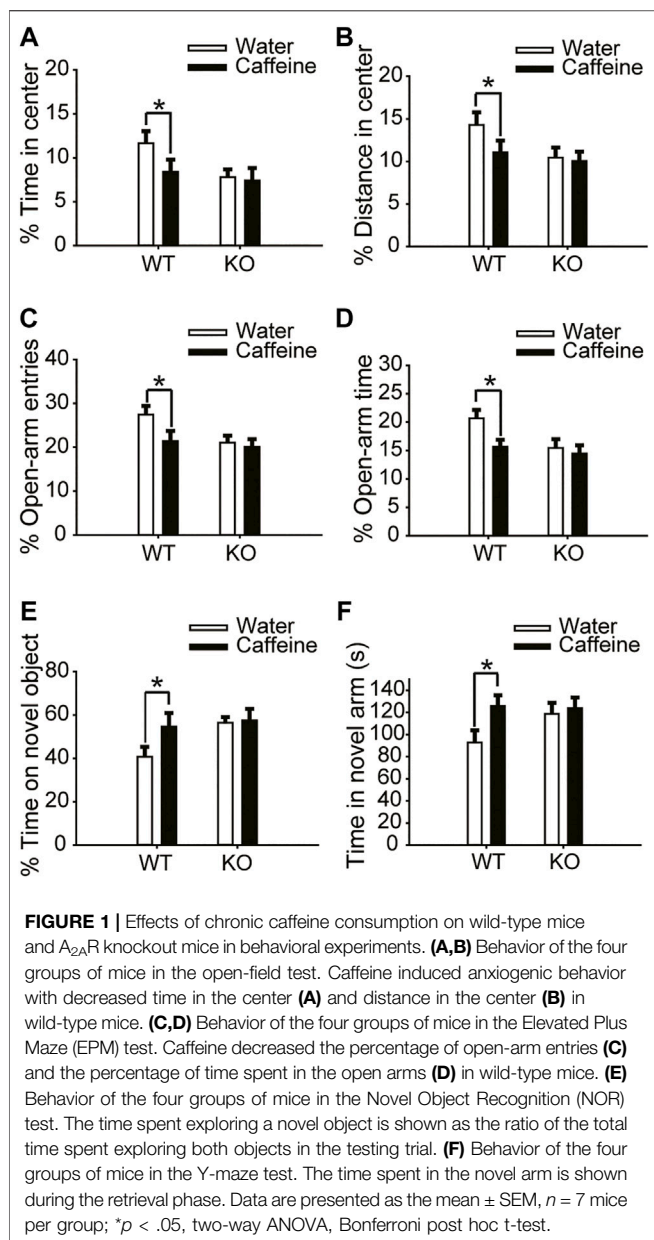 A
Water
Caffeine
% Time in center
20
15
10
5
0
*
WT
KO
B
Water
Caffeine
% Distance in center
20
15
10
5
0
*
WT
KO
C
Water
Caffeine
% Open-arm entries
40
30
20
10
0
*
WT
KO
D
Water
Caffeine
% Open-arm time
30
25
20
15
10
5
0
*
WT
KO
E
Water
Caffeine
% Time on novel object
80
60
40
20
0
*
WT
KO
F
Water
Caffeine
Time in novel arm (s)
140
120
100
80
60
40
20
0
*
WT
KO
FIGURE 1 | Effects of chronic caffeine consumption on wild-type mice
and A2AR knockout mice in behavioral experiments. (A,B) Behavior of the four
groups of mice in the open-field test. Caffeine induced anxiogenic behavior
with decreased time in the center (A) and distance in the center (B) in
wild-type mice. (C,D) Behavior of the four groups of mice in the Elevated Plus
Maze (EPM) test. Caffeine decreased the percentage of open-arm entries (C)
and the percentage of time spent in the open arms (D) in wild-type mice. (E)
Behavior of the four groups of mice in the Novel Object Recognition (NOR)
test. The time spent exploring a novel object is shown as the ratio of the total
time spent exploring both objects in the testing trial. (F) Behavior of the four
groups of mice in the Y-maze test. The time spent in the novel arm is shown
during the retrieval phase. Data are presented as the mean ± SEM, n = 7 mice
per group; *p < .05, two-way ANOVA, Bonferroni post hoc t-test.